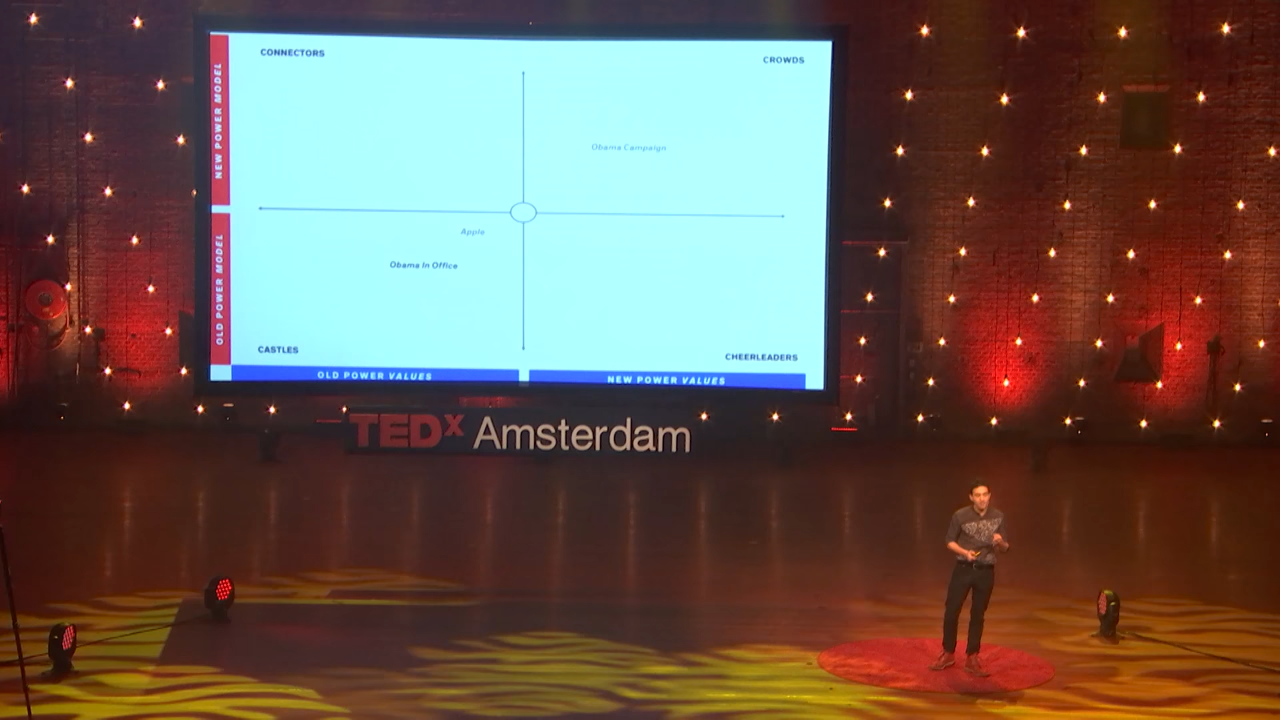 CONNECTORS
CROWDS
NEW POWER MODEL
Obama Campaign
Apple
Obama In Office
OLD POWER MODEL
CASTLES
CHEERLEADERS
OLD POWER VALUES
NEW POWER VALUES
TEDx Amsterdam